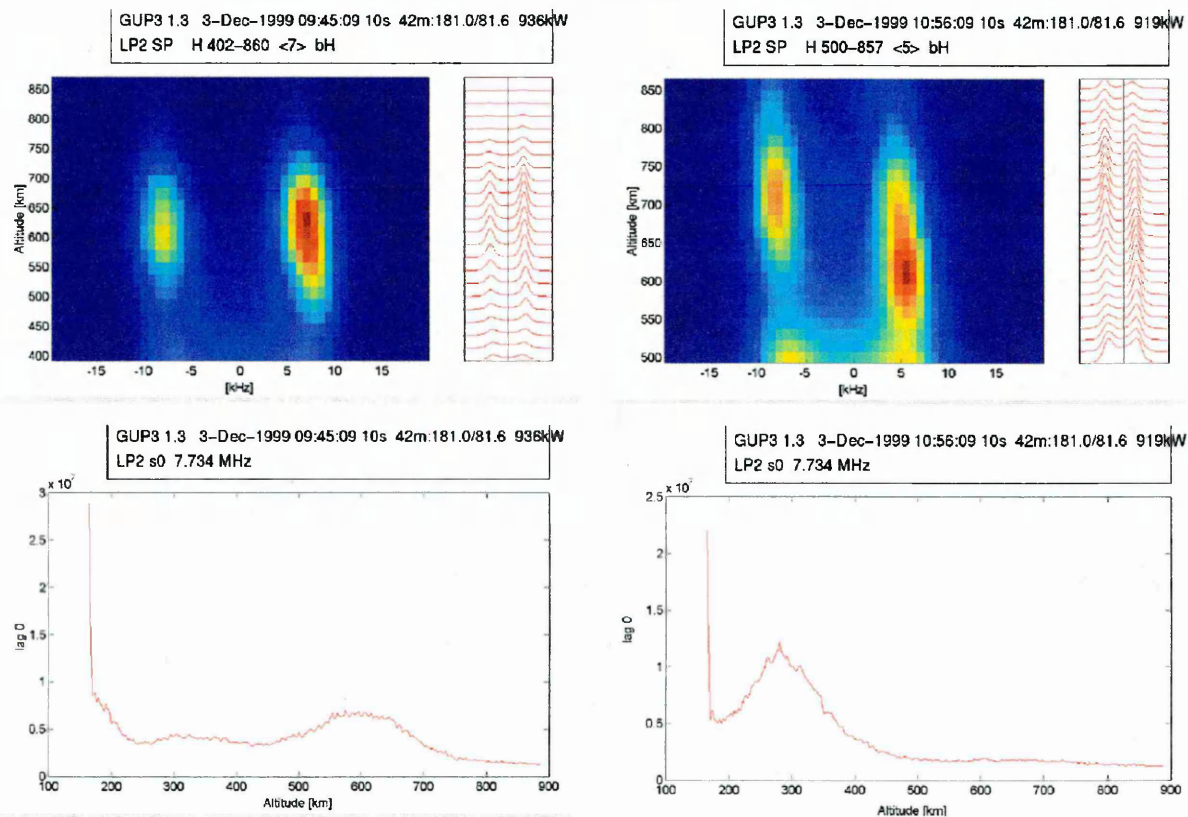 GUP3 1.3 3-Dec-1999 09:45:09 10s 42m:181.0/81.6 936kW
LP2 SP H 402-860 <7> bH
850
800
750
700
650
600
550
500
450
400
Altitude [km]
-15 -10 -5 0 5 10 15
[kHz]
GUP3 1.3 3-Dec-1999 10:56:09 10s 42m:181.0/81.6 919kW
LP2 SP H 500-857 <5> bH
850
800
750
700
650
600
550
500
Altitude [km]
-15 -10 -5 0 5 10 15
[kHz]
GUP3 1.3 3-Dec-1999 09:45:09 10s 42m:181.0/81.6 936kW
LP2 s0 7.734 MHz
3
2.5
2
1.5
1
0.5
0
lag 0
100 200 300 400 500 600 700 800 900
Altitude [km]
GUP3 1.3 3-Dec-1999 10:56:09 10s 42m:181.0/81.6 919kW
LP2 s0 7.734 MHz
2.5
2
1.5
1
0.5
0
lag 0
100 200 300 400 500 600 700 800 900
Altitude [km]